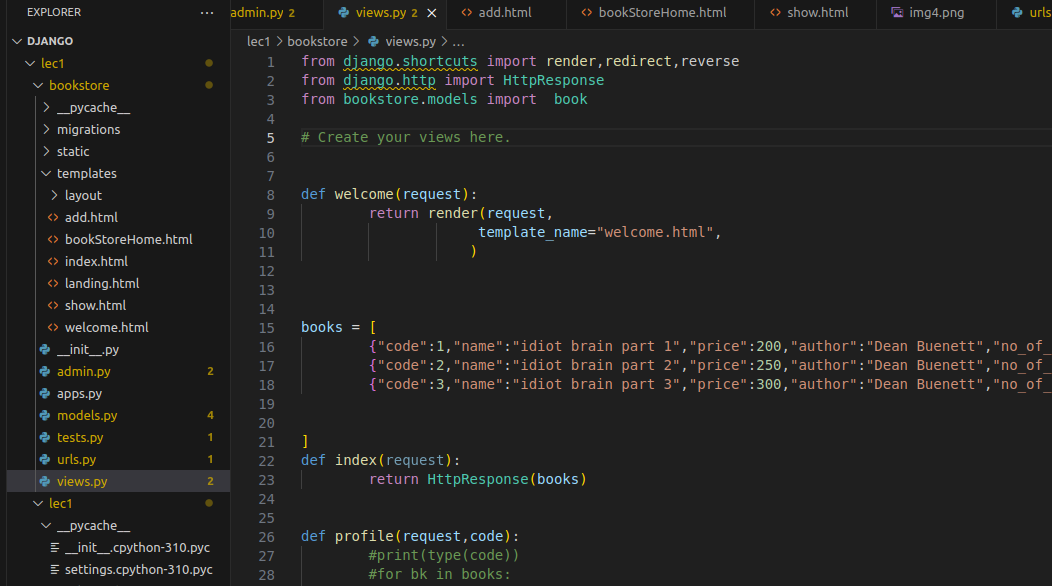 EXPLORER ...
admin.py 2 views.py 2 add.html bookStoreHome.html show.html img4.png urls
DJANGO
lec1
bookstore
__pycache__
migrations
static
templates
layout
add.html
bookStoreHome.html
index.html
landing.html
show.html
welcome.html
__init__.py
admin.py 2
apps.py
models.py 4
tests.py 1
urls.py 1
views.py 2
lec1
__pycache__
__init__.cpython-310.pyc
settings.cpython-310.pyc
lec1 > bookstore > views.py > ...
1 from django.shortcuts import render,redirect,reverse
2 from django.http import HttpResponse
3 from bookstore.models import  book
4
5 # Create your views here.
6
7
8 def welcome(request):
9 return render(request,
10 template_name="welcome.html",
11 )
12
13
14
15 books = [
16 {"code":1,"name":"idiot brain part 1","price":200,"author":"Dean Buenett","no_of_
17 {"code":2,"name":"idiot brain part 2","price":250,"author":"Dean Buenett","no_of_
18 {"code":3,"name":"idiot brain part 3","price":300,"author":"Dean Buenett","no_of_
19
20
21 ]
22 def index(request):
23 return HttpResponse(books)
24
25
26 def profile(request,code):
27 #print(type(code))
28 #for bk in books: